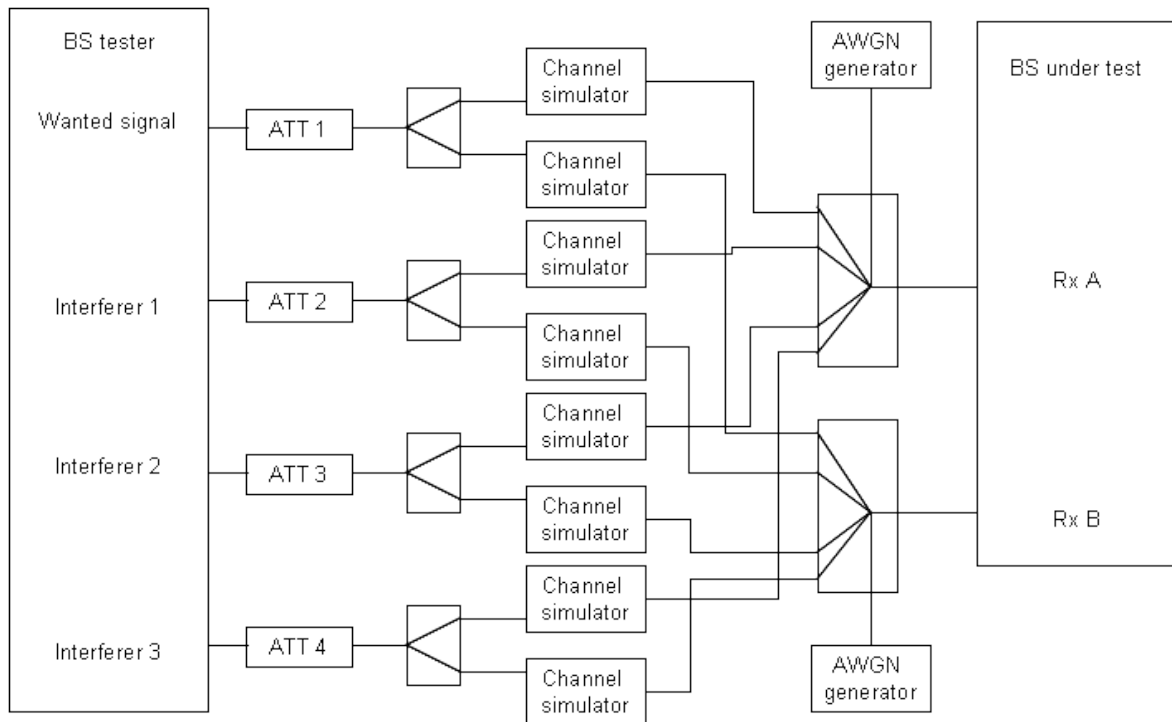 BS tester
Wanted signal
Interferer 1
Interferer 2
Interferer 3
ATT 1
ATT 2
ATT 3
ATT 4
Channel
simulator
Channel
simulator
Channel
simulator
Channel
simulator
Channel
simulator
Channel
simulator
Channel
simulator
Channel
simulator
AWGN
generator
AWGN
generator
BS under test
Rx A
Rx B